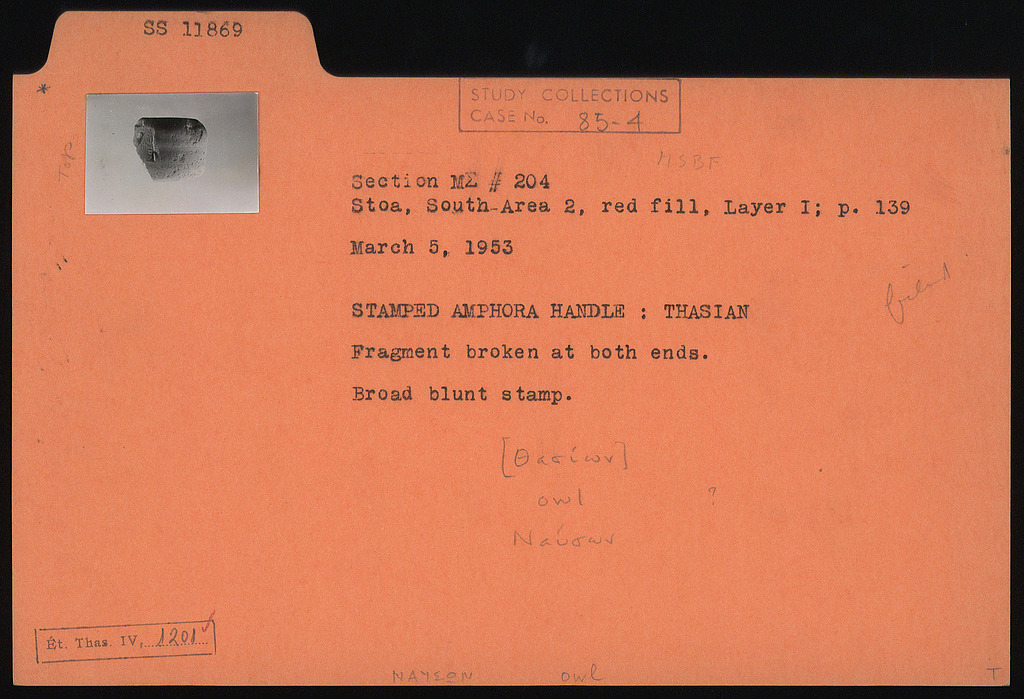 SS 11869
*
STUDY COLLECTIONS
CASE No. 85-4
Top
MSBF
Section ΜΣ # 204
Stoa, South Area 2, red fill, Layer I; p. 139
March 5, 1953
STAMPED AMPHORA HANDLE : THASIAN
Fragment broken at both ends.
Broad blunt stamp.
[Θασίων]
owl ?
Ναύσων
Ét. Thas. IV, 1201
ΝΑΥΣΩΝ owl T